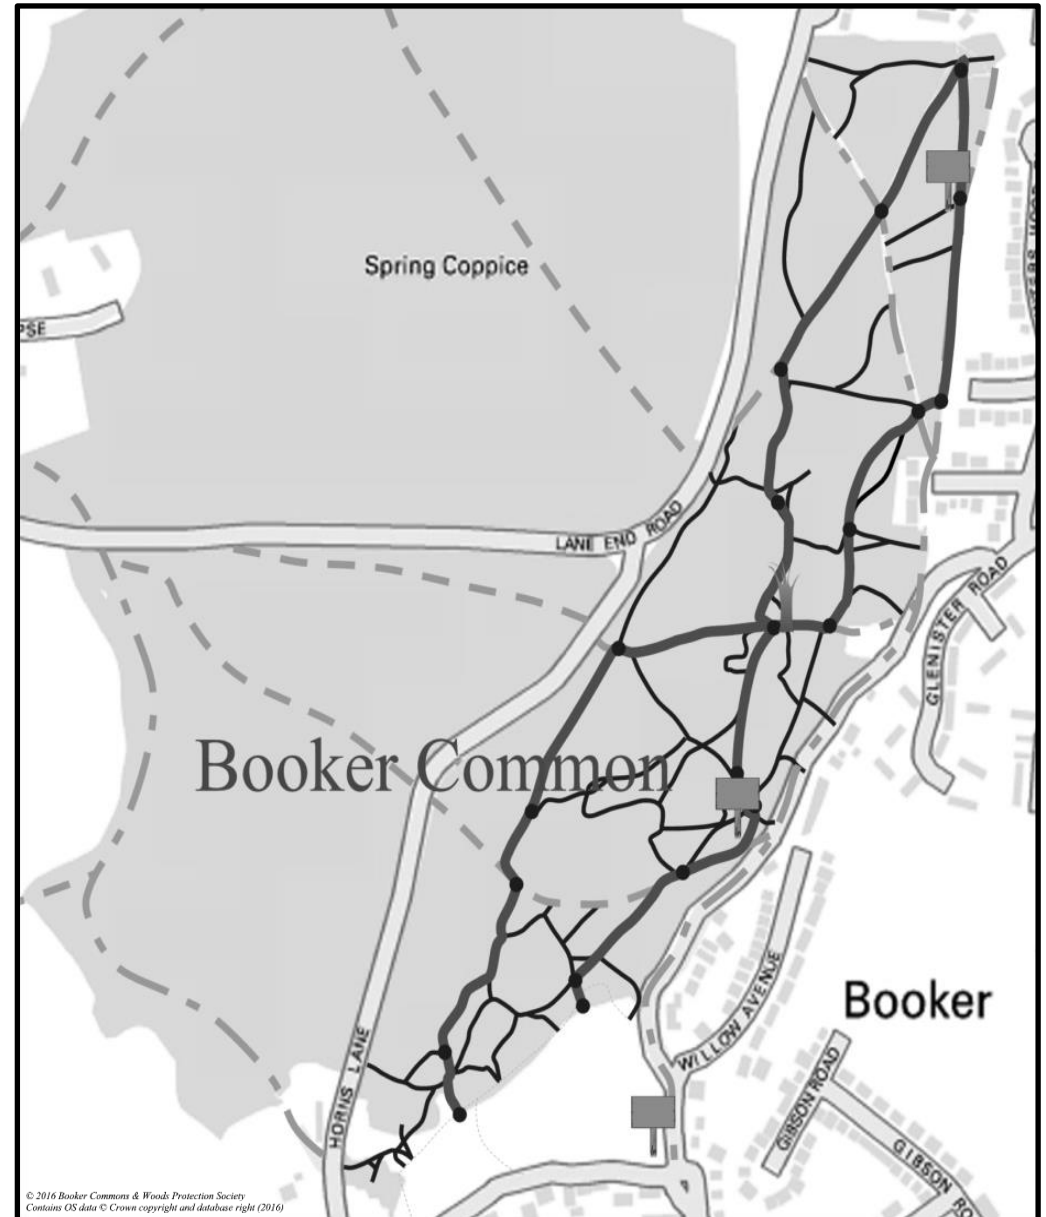 Spring Coppice
PSE
LANE END ROAD
GLENISTER ROAD
Booker Common
WILLOW AVENUE
Booker
HORNS LANE
GIBSON ROAD
GIBSON RO
© 2016 Booker Commons & Woods Protection Society
Contains OS data © Crown copyright and database right (2016)